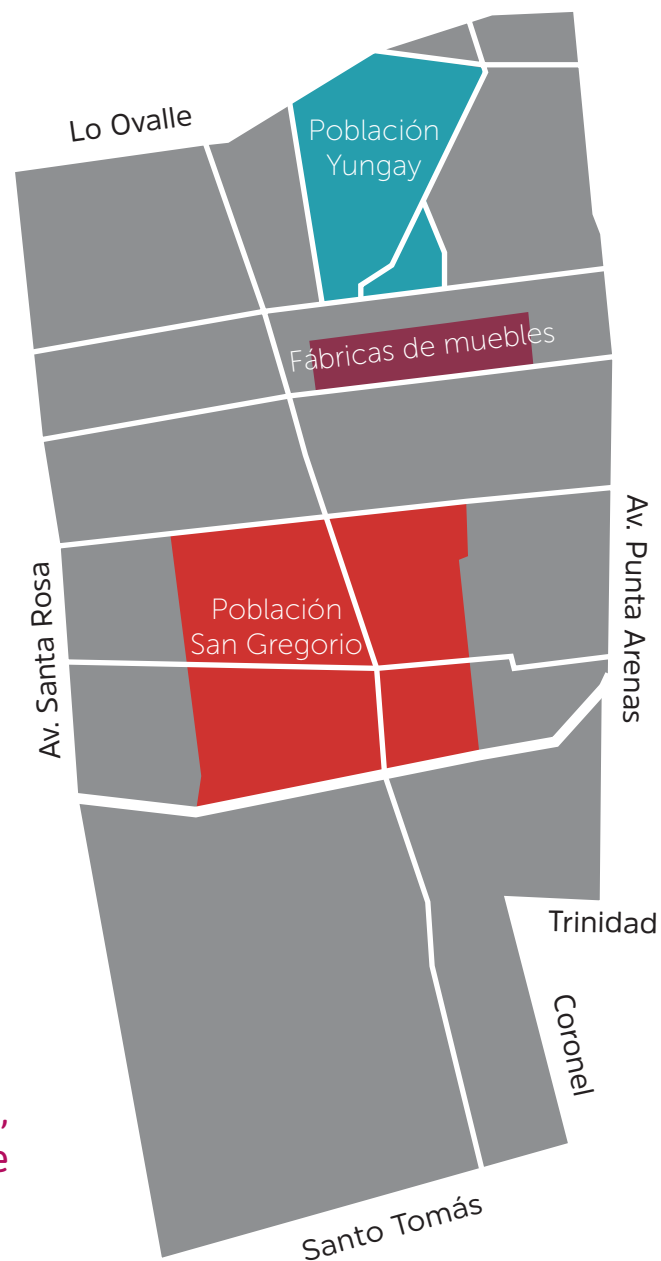 Lo Ovalle
Población
Yungay
Fábricas de muebles
Av. Punta Arenas
Av. Santa Rosa
Población
San Gregorio
Trinidad
Coronel
,
e
Santo Tomás